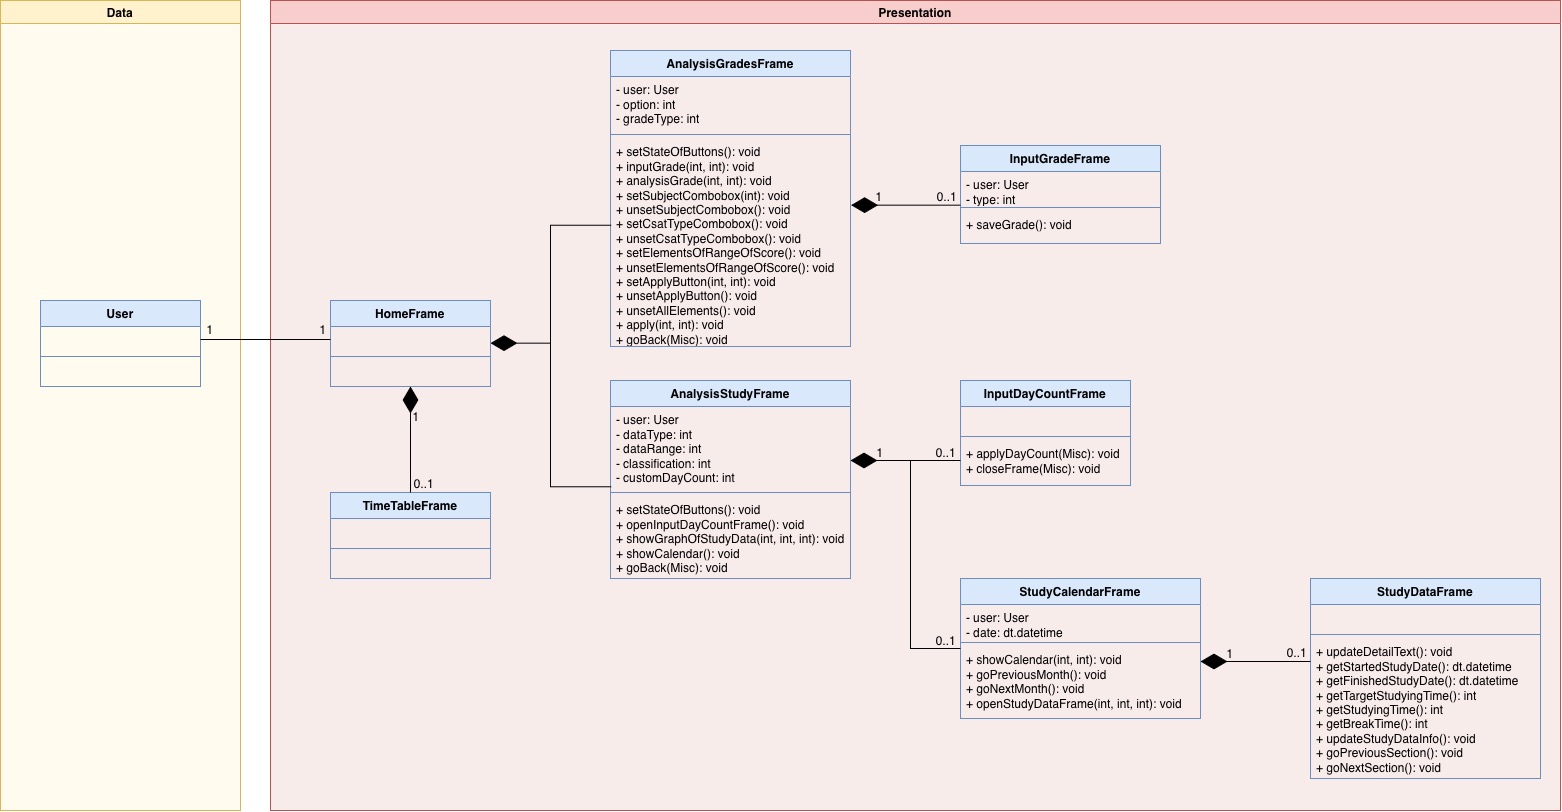 Data
Presentation
AnalysisGradesFrame
- user: User
- option: int
- gradeType: int
+ setStateOfButtons(): void
+ inputGrade(int, int): void
+ analysisGrade(int, int): void
+ setSubjectCombobox(int): void
+ unsetSubjectCombobox(): void
+ setCsatTypeCombobox(): void
+ unsetCsatTypeCombobox(): void
+ setElementsOfRangeOfScore(): void
+ unsetElementsOfRangeOfScore(): void
+ setApplyButton(int, int): void
+ unsetApplyButton(): void
+ unsetAllElements(): void
+ apply(int, int): void
+ goBack(Misc): void
1
0..1
InputGradeFrame
- user: User
- type: int
+ saveGrade(): void
User
1
1
HomeFrame
1
0..1
TimeTableFrame
AnalysisStudyFrame
- user: User
- dataType: int
- dataRange: int
- classification: int
- customDayCount: int
+ setStateOfButtons(): void
+ openInputDayCountFrame(): void
+ showGraphOfStudyData(int, int, int): void
+ showCalendar(): void
+ goBack(Misc): void
1
0..1
InputDayCountFrame
+ applyDayCount(Misc): void
+ closeFrame(Misc): void
0..1
StudyCalendarFrame
- user: User
- date: dt.datetime
+ showCalendar(int, int): void
+ goPreviousMonth(): void
+ goNextMonth(): void
+ openStudyDataFrame(int, int, int): void
1
0..1
StudyDataFrame
+ updateDetailText(): void
+ getStartedStudyDate(): dt.datetime
+ getFinishedStudyDate(): dt.datetime
+ getTargetStudyingTime(): int
+ getStudyingTime(): int
+ getBreakTime(): int
+ updateStudyDataInfo(): void
+ goPreviousSection(): void
+ goNextSection(): void